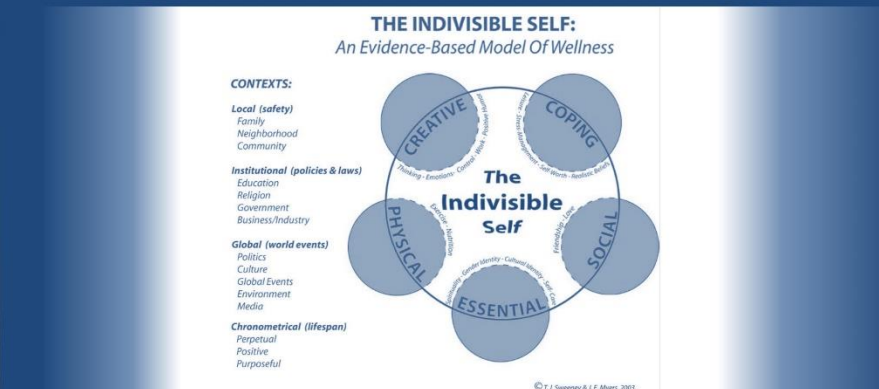 THE INDIVISIBLE SELF:
An Evidence-Based Model Of Wellness
CONTEXTS:
Local (safety)
Family
Neighborhood
Community
Institutional (policies & laws)
Education
Religion
Government
Business/Industry
Global (world events)
Politics
Culture
Global Events
Environment
Media
Chronometrical (lifespan)
Perpetual
Positive
Purposeful
CREATIVE
Thinking - Emotions - Control - Work - Positive Humor
COPING
Leisure - Stress Management - Self-Worth - Realistic Beliefs
The
Indivisible
Self
PHYSICAL
Exercise - Nutrition
SOCIAL
Friendship - Love
ESSENTIAL
Spirituality - Gender Identity - Cultural Identity - Self-Care
© T. J. Sweeney & J. E. Myers, 2003